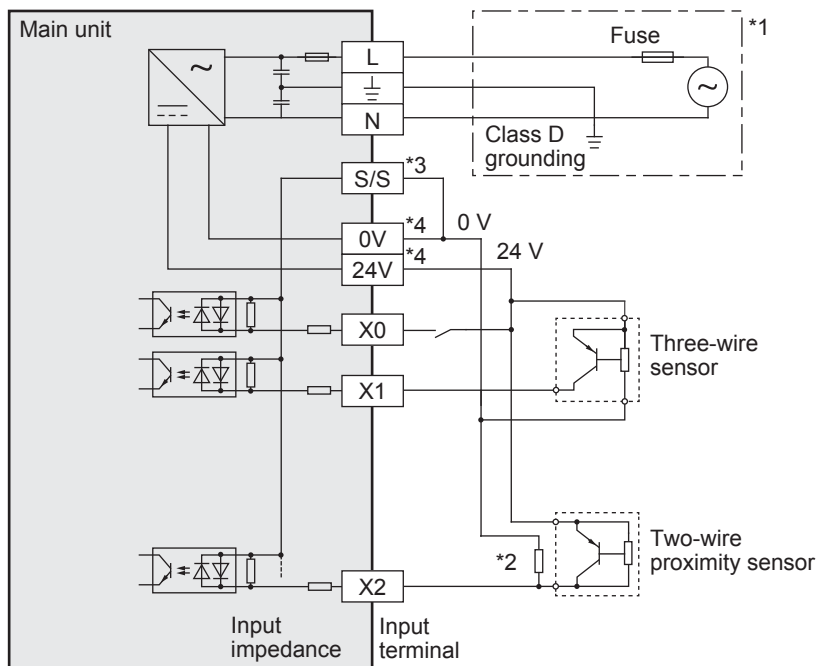 Main unit
Fuse
*1
L
N
Class D
grounding
S/S
*3
0V
*4
0 V
24V
*4
24 V
X0
Three-wire
sensor
X1
*2
Two-wire
proximity sensor
X2
Input
impedance
Input
terminal